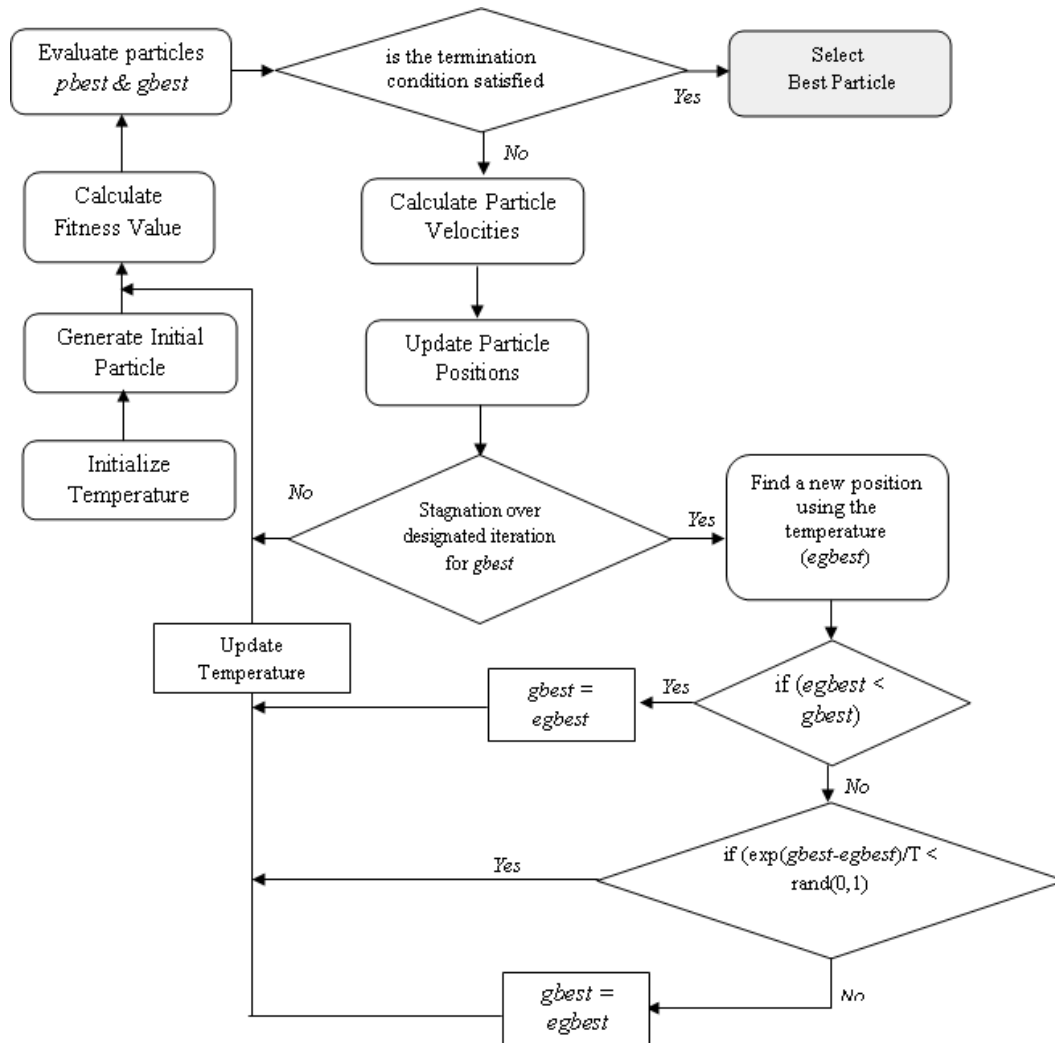 Evaluate particles
pbest & gbest
is the termination
condition satisfied
Yes
Select
Best Particle
No
Calculate
Fitness Value
Calculate Particle
Velocities
Generate Initial
Particle
Update Particle
Positions
Initialize
Temperature
No
Stagnation over
designated iteration
for gbest
Yes
Find a new position
using the
temperature
(egbest)
Update
Temperature
gbest =
egbest
Yes
if (egbest <
gbest)
No
if (exp(gbest-egbest)/T <
rand(0,1)
Yes
gbest =
egbest
No